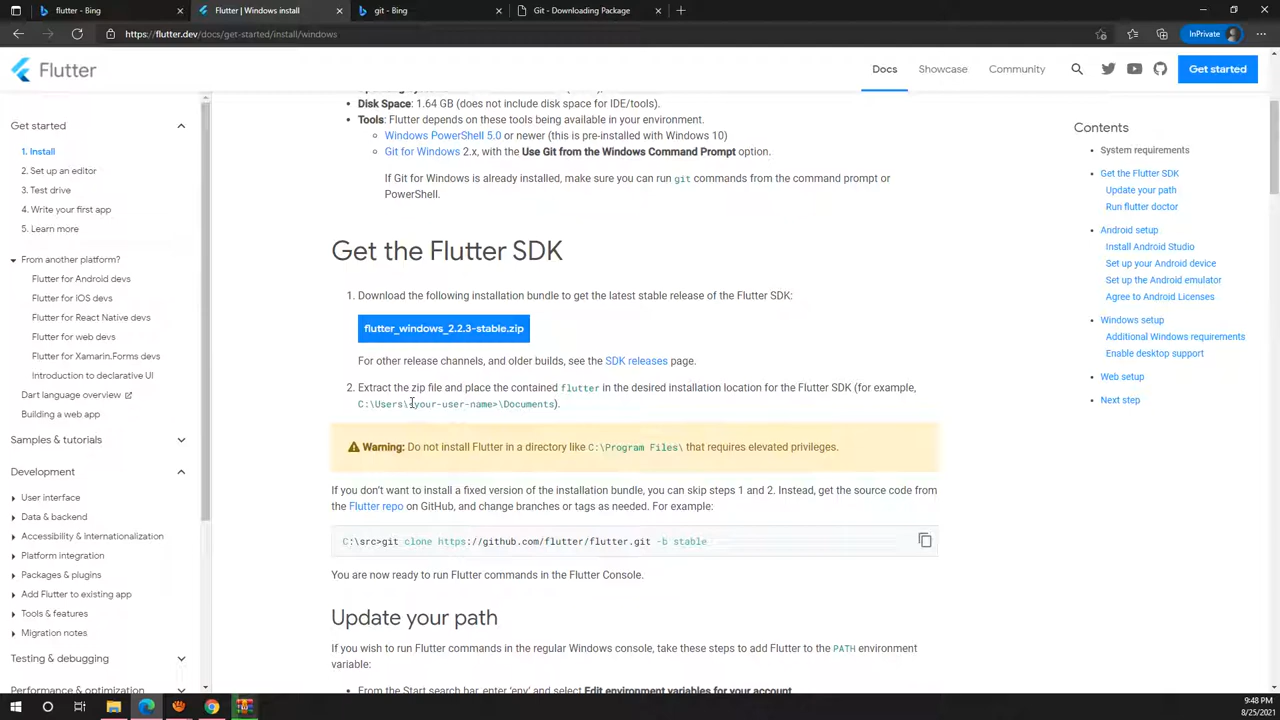 flutter - Bing
Flutter | Windows install
git - Bing
Git - Downloading Package
https://flutter.dev/docs/get-started/install/windows
InPrivate
Flutter
Docs
Showcase
Community
Get started
Get started
1. Install
2. Set up an editor
3. Test drive
4. Write your first app
5. Learn more
From another platform?
Flutter for Android devs
Flutter for iOS devs
Flutter for React Native devs
Flutter for web devs
Flutter for Xamarin.Forms devs
Introduction to declarative UI
Dart language overview
Building a web app
Samples & tutorials
Development
User interface
Data & backend
Accessibility & Internationalization
Platform integration
Packages & plugins
Add Flutter to existing app
Tools & features
Migration notes
Testing & debugging
Performance & optimization
Disk Space: 1.64 GB (does not include disk space for IDE/tools).
Tools: Flutter depends on these tools being available in your environment.
Windows PowerShell 5.0 or newer (this is pre-installed with Windows 10)
Git for Windows 2.x, with the Use Git from the Windows Command Prompt option.
If Git for Windows is already installed, make sure you can run git commands from the command prompt or
PowerShell.
Get the Flutter SDK
1. Download the following installation bundle to get the latest stable release of the Flutter SDK:
flutter_windows_2.2.3-stable.zip
For other release channels, and older builds, see the SDK releases page.
2. Extract the zip file and place the contained flutter in the desired installation location for the Flutter SDK (for example,
C:\Users\<your-user-name>\Documents).
Warning: Do not install Flutter in a directory like C:\Program Files\ that requires elevated privileges.
If you don't want to install a fixed version of the installation bundle, you can skip steps 1 and 2. Instead, get the source code from
the Flutter repo on GitHub, and change branches or tags as needed. For example:
C:\src>git clone https://github.com/flutter/flutter.git -b stable
You are now ready to run Flutter commands in the Flutter Console.
Update your path
If you wish to run Flutter commands in the regular Windows console, take these steps to add Flutter to the PATH environment
variable:
From the Start search bar, enter 'env' and select Edit environment variables for your account.
Contents
System requirements
Get the Flutter SDK
Update your path
Run flutter doctor
Android setup
Install Android Studio
Set up your Android device
Set up the Android emulator
Agree to Android Licenses
Windows setup
Additional Windows requirements
Enable desktop support
Web setup
Next step
9:48 PM
8/25/2021